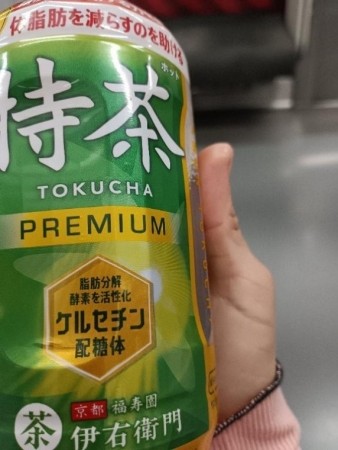 体脂肪を減らすのを助ける
ホット
特茶
TOKUCHA
PREMIUM
脂肪分解
酵素を活性化
ケルセチン
配糖体
茶 京都 福寿園
伊右衛門